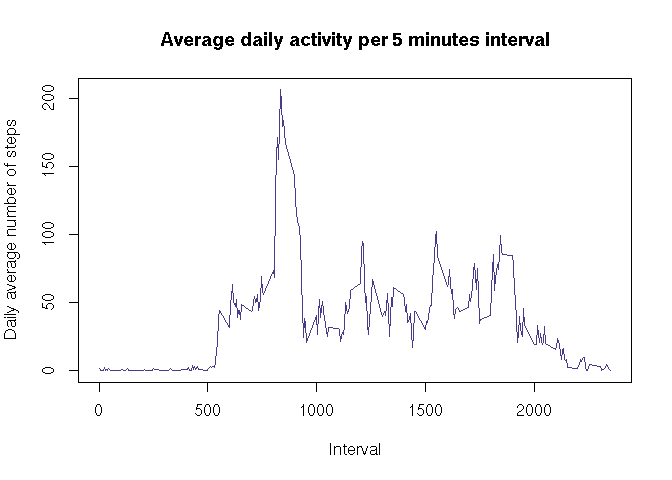 Average daily activity per 5 minutes interval
Daily average number of steps
200
150
100
50
0
0 500 1000 1500 2000
Interval